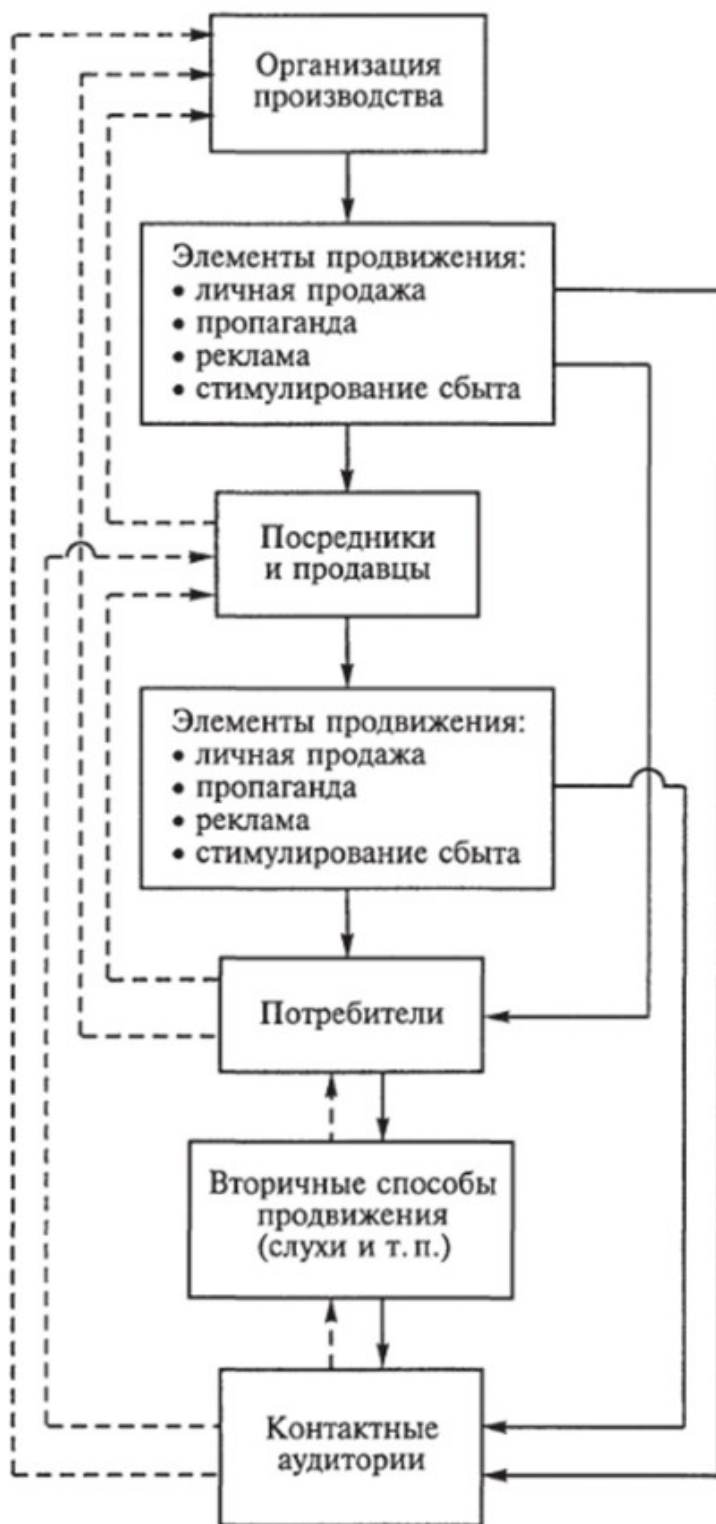 Организация
производства
Элементы продвижения:
• личная продажа
• пропаганда
• реклама
• стимулирование сбыта
Посредники
и продавцы
Элементы продвижения:
• личная продажа
• пропаганда
• реклама
• стимулирование сбыта
Потребители
Вторичные способы
продвижения
(слухи и т. п.)
Контактные
аудитории